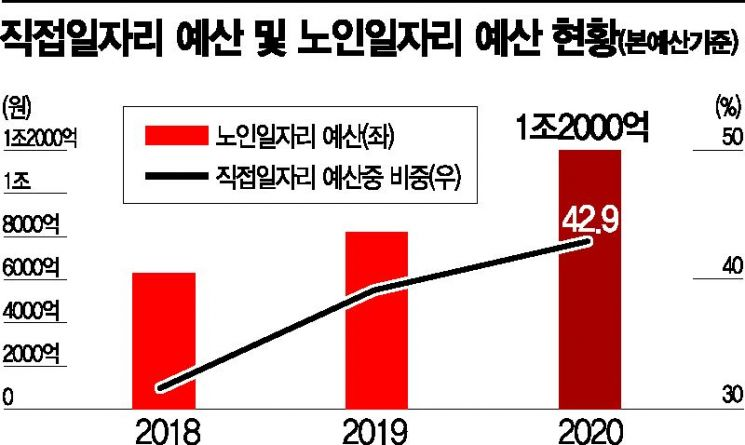 직접일자리 예산 및 노인일자리 예산 현황(본예산기준)
(원)
(%)
1조2000억
1조
8000억
6000억
4000억
2000억
0
노인일자리 예산(좌)
직접일자리 예산중 비중(우)
1조2000억
42.9
50
40
30
2018
2019
2020